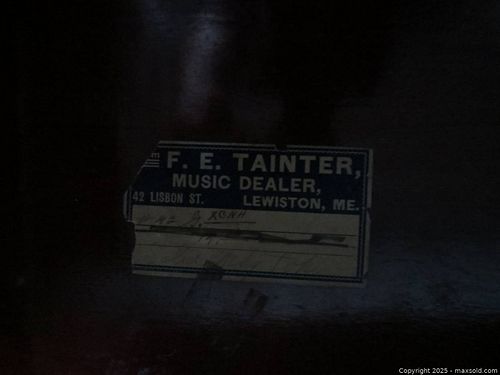 F. E. TAINTER,
MUSIC DEALER,
42 LISBON ST. LEWISTON, ME.
Copyright 2025 - maxsold.com